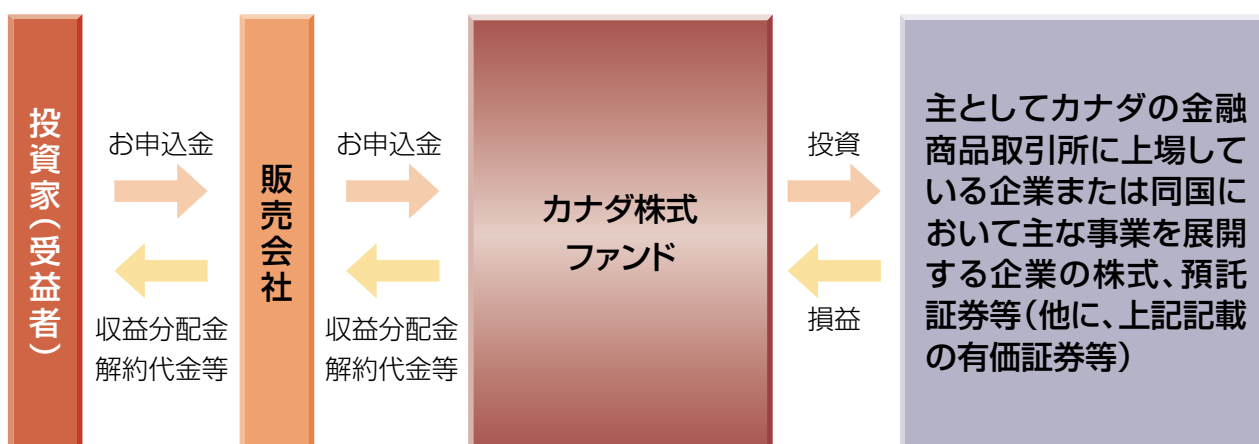 投資家（受益者）
お申込金
収益分配金
解約代金等
販売会社
お申込金
収益分配金
解約代金等
カナダ株式
ファンド
投資
損益
主としてカナダの金融
商品取引所に上場して
いる企業または同国に
おいて主な事業を展開
する企業の株式、預託
証券等（他に、上記記載
の有価証券等）